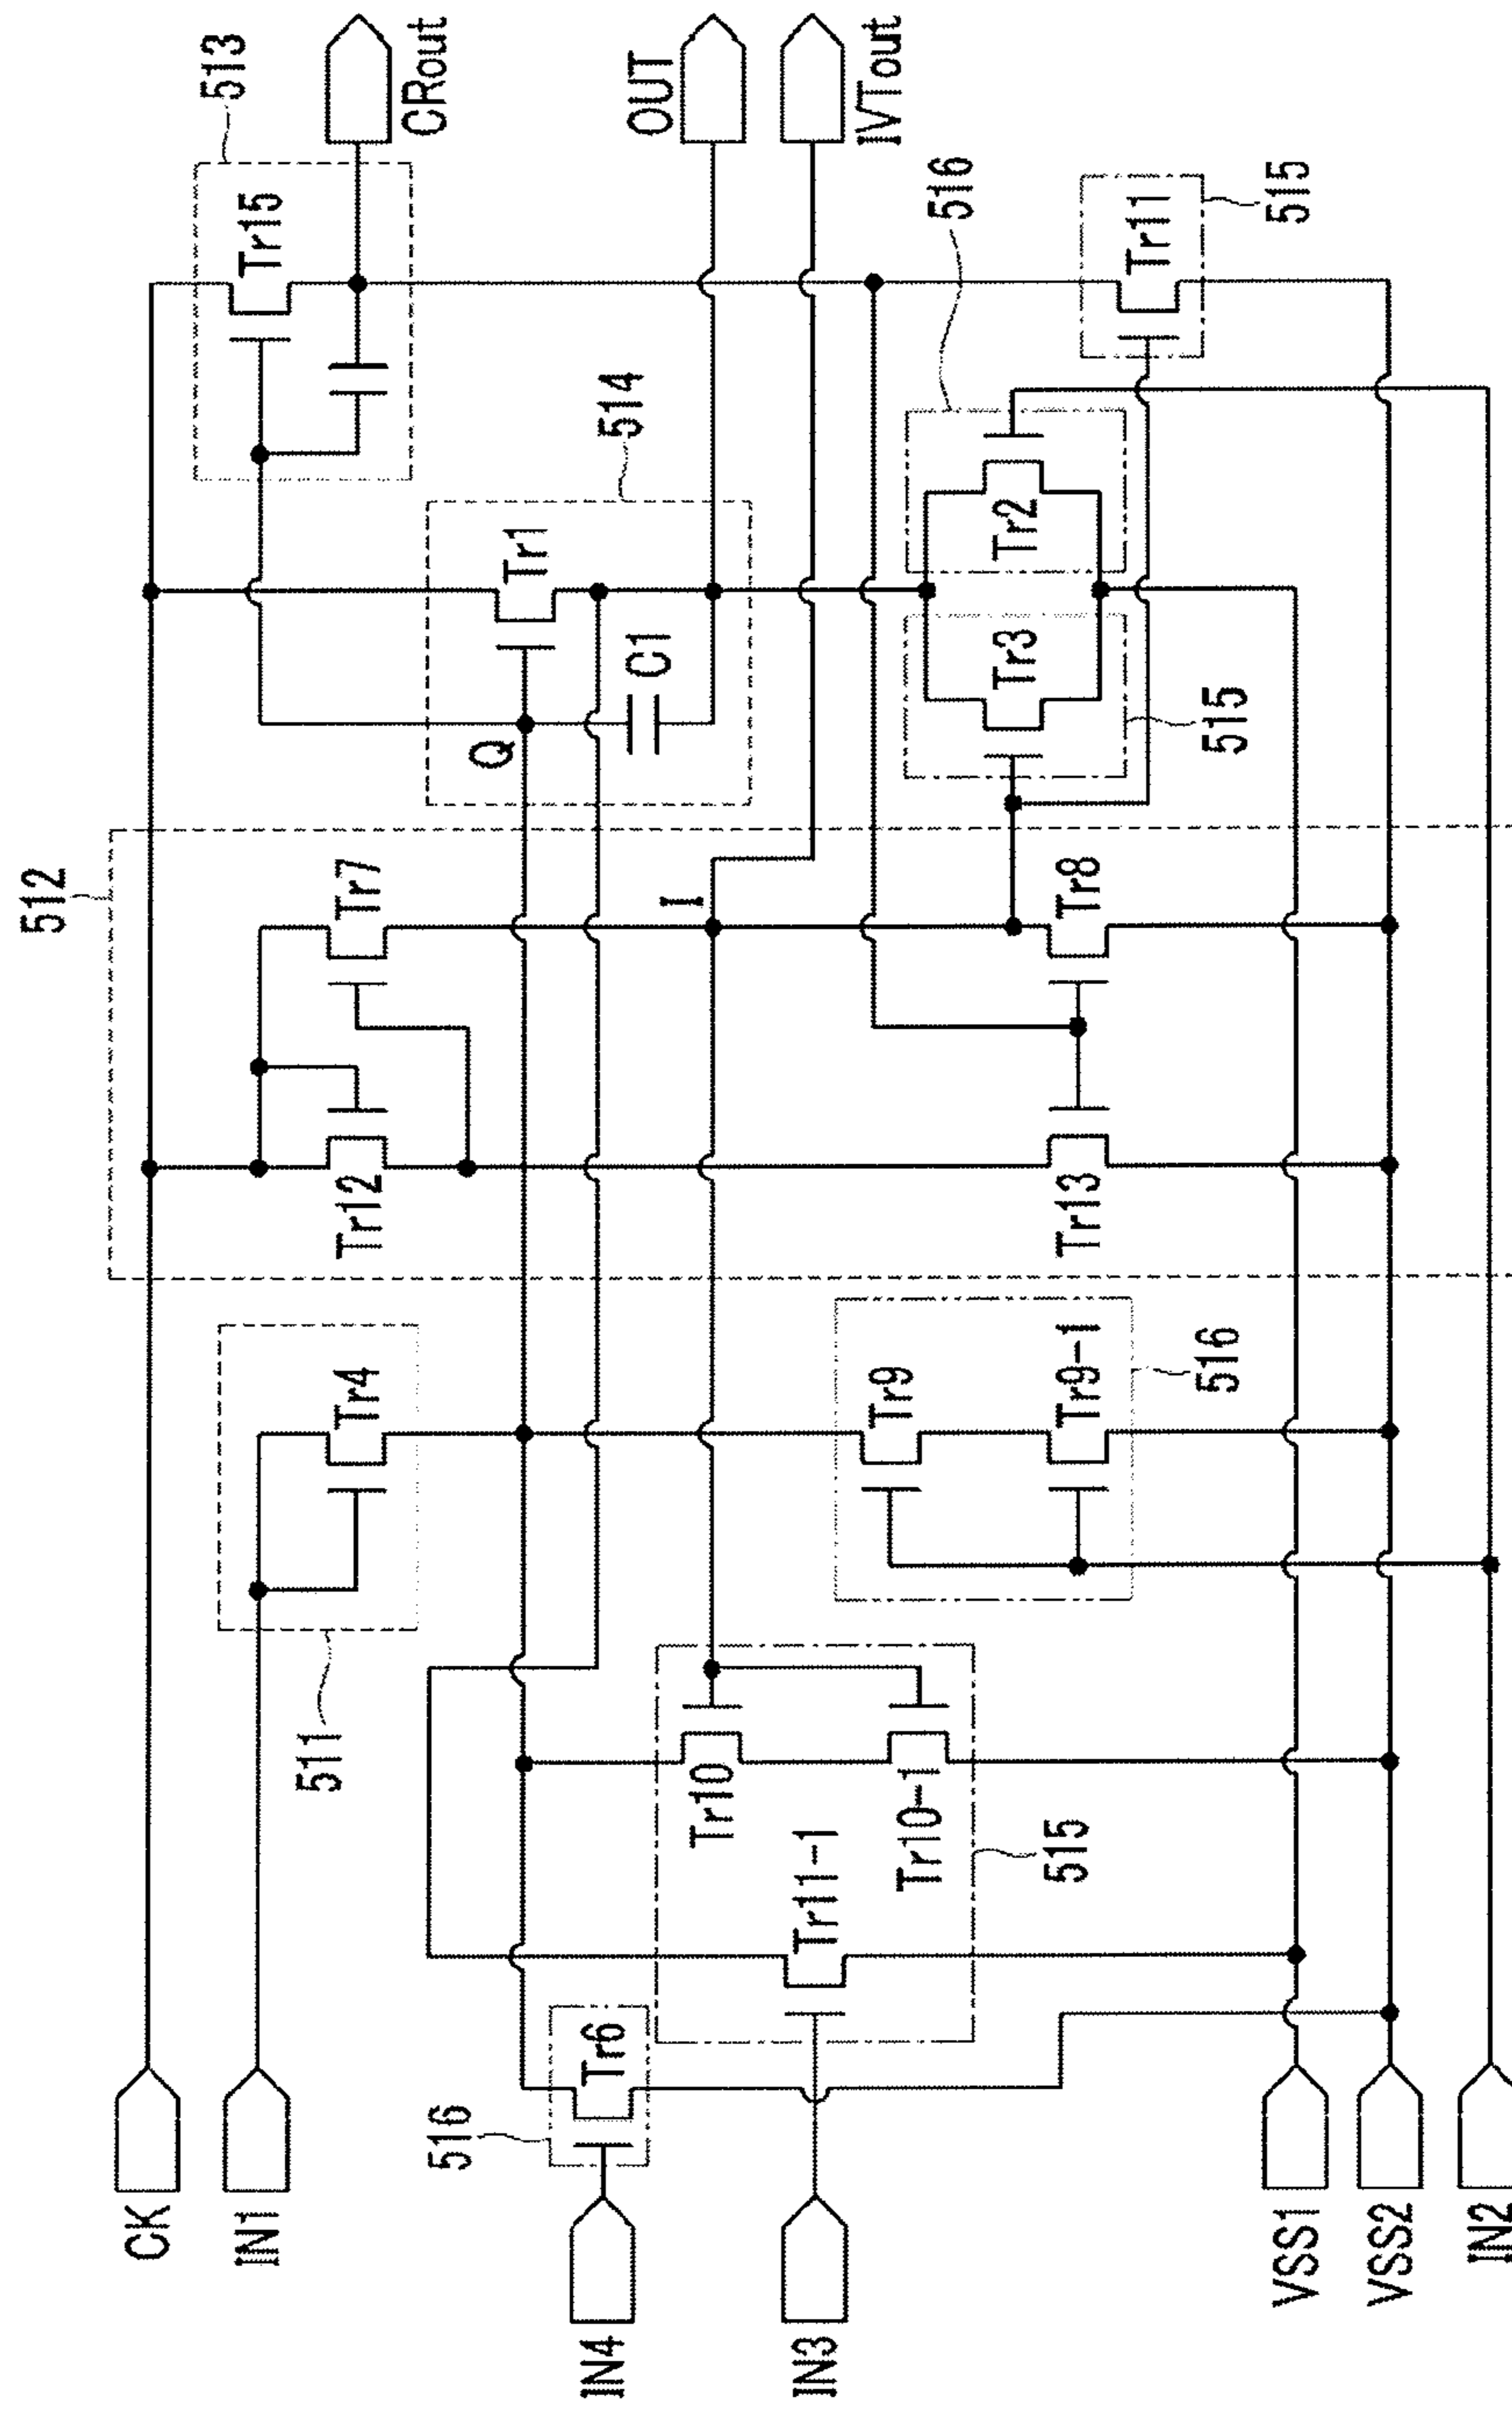 512
513
Tr15
CRout
Tr7
Tr12
Q
Tr1
514
C1
OUT
I
IVTout
511
Tr4
516
Tr2
Tr3
515
Tr11
515
Tr8
Tr13
Tr9
Tr9-1
516
Tr10
Tr10-1
Tr11-1
515
516
Tr6
CK
IN1
IN4
IN3
VSS1
VSS2
IN2